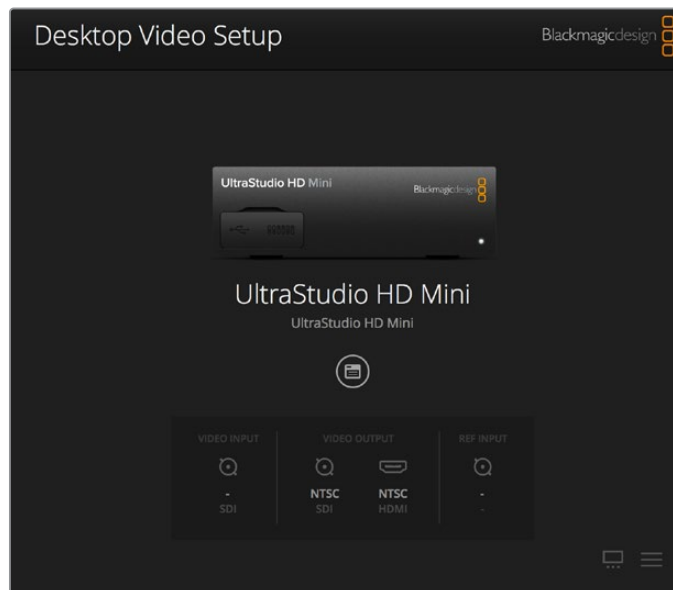 Desktop Video Setup
Blackmagicdesign
UltraStudio HD Mini
Blackmagicdesign
UltraStudio HD Mini
UltraStudio HD Mini
VIDEO INPUT VIDEO OUTPUT REF INPUT
- NTSC NTSC -
SDI SDI HDMI -